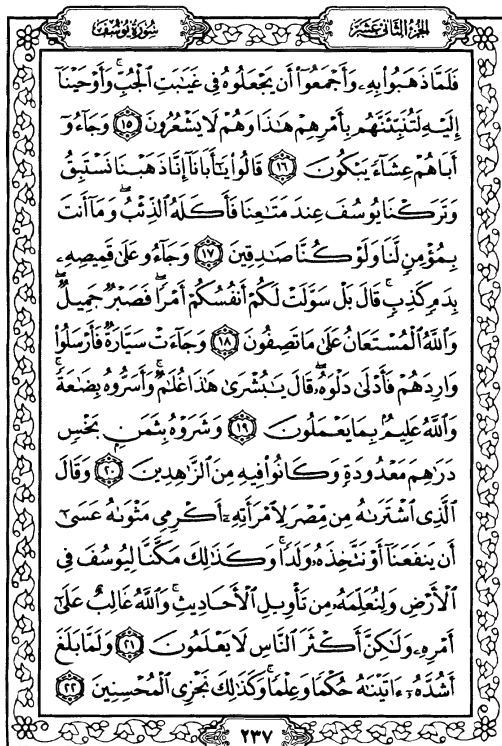 سُورَةُ يُوسُفَ
الجزء الثاني عشر
فَلَمَّا ذَهَبُوا۟ بِهِۦ وَأَجْمَعُوٓا۟ أَن يَجْعَلُوهُ فِى غَيَٰبَتِ ٱلْجُبِّ ۚ وَأَوْحَيْنَآ
إِلَيْهِ لَتُنَبِّئَنَّهُم بِأَمْرِهِمْ هَٰذَا وَهُمْ لَا يَشْعُرُونَ ١٥ وَجَآءُوٓ
أَبَاهُمْ عِشَآءً يَبْكُونَ ١٦ قَالُوا۟ يَٰٓأَبَانَآ إِنَّا ذَهَبْنَا نَسْتَبِقُ
وَتَرَكْنَا يُوسُفَ عِندَ مَتَٰعِنَا فَأَكَلَهُ ٱلذِّئْبُ ۖ وَمَآ أَنتَ
بِمُؤْمِنٍ لَّنَا وَلَوْ كُنَّا صَٰدِقِينَ ١٧ وَجَآءُو عَلَىٰ قَمِيصِهِۦ
بِدَمٍ كَذِبٍ ۚ قَالَ بَلْ سَوَّلَتْ لَكُمْ أَنفُسُكُمْ أَمْرًا ۖ فَصَبْرٌ جَمِيلٌ ۖ
وَٱللَّهُ ٱلْمُسْتَعَانُ عَلَىٰ مَا تَصِفُونَ ١٨ وَجَآءَتْ سَيَّارَةٌ فَأَرْسَلُوا۟
وَارِدَهُمْ فَأَدْلَىٰ دَلْوَهُۥ ۖ قَالَ يَٰبُشْرَىٰ هَٰذَا غُلَٰمٌ ۚ وَأَسَرُّوهُ بِضَٰعَةً ۚ
وَٱللَّهُ عَلِيمٌۢ بِمَا يَعْمَلُونَ ١٩ وَشَرَوْهُ بِثَمَنٍۭ بَخْسٍ
دَرَٰهِمَ مَعْدُودَةٍ وَكَانُوا۟ فِيهِ مِنَ ٱلزَّٰهِدِينَ ٢٠ وَقَالَ
ٱلَّذِى ٱشْتَرَىٰهُ مِن مِّصْرَ لِٱمْرَأَتِهِۦٓ أَكْرِمِى مَثْوَىٰهُ عَسَىٰٓ
أَن يَنفَعَنَآ أَوْ نَتَّخِذَهُۥ وَلَدًا ۚ وَكَذَٰلِكَ مَكَّنَّا لِيُوسُفَ فِى
ٱلْأَرْضِ وَلِنُعَلِّمَهُۥ مِن تَأْوِيلِ ٱلْأَحَادِيثِ ۚ وَٱللَّهُ غَالِبٌ عَلَىٰٓ
أَمْرِهِۦ وَلَٰكِنَّ أَكْثَرَ ٱلنَّاسِ لَا يَعْلَمُونَ ٢١ وَلَمَّا بَلَغَ
أَشُدَّهُۥٓ ءَاتَيْنَٰهُ حُكْمًا وَعِلْمًا ۚ وَكَذَٰلِكَ نَجْزِى ٱلْمُحْسِنِينَ ٢٢
٢٣٧